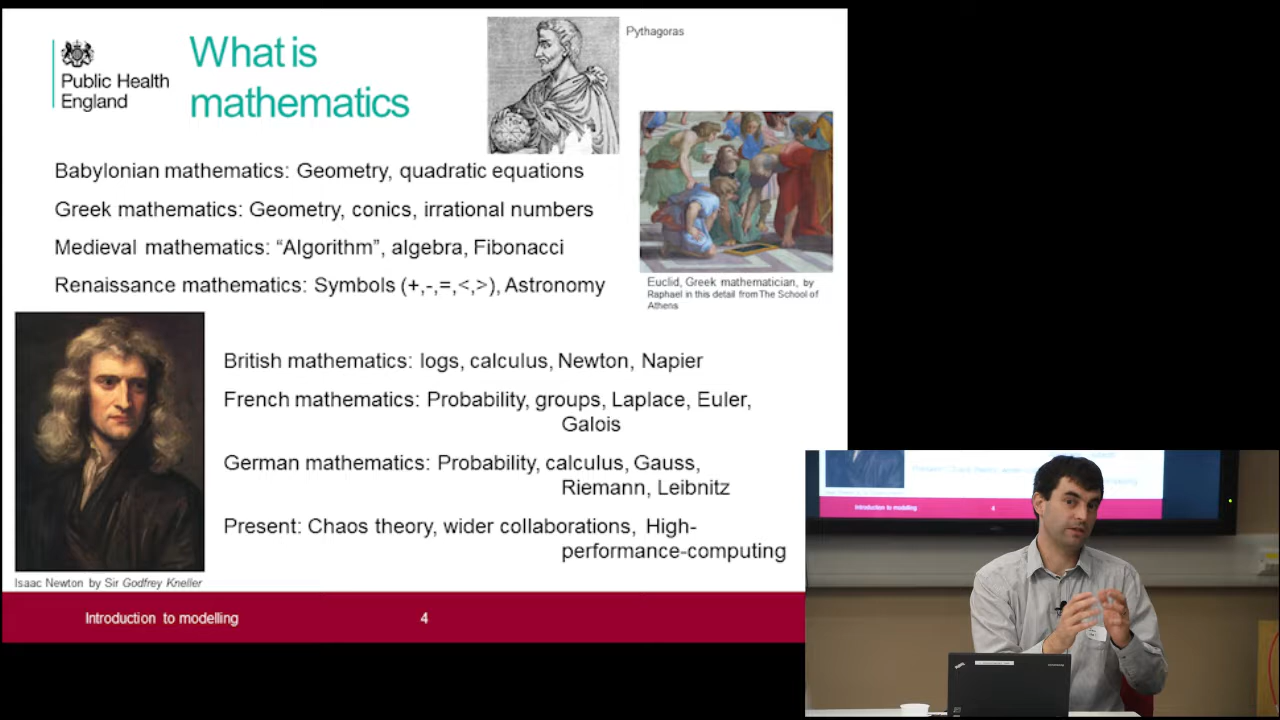 Public Health
England
What is
mathematics
Pythagoras
Babylonian mathematics: Geometry, quadratic equations
Greek mathematics: Geometry, conics, irrational numbers
Medieval mathematics: “Algorithm”, algebra, Fibonacci
Renaissance mathematics: Symbols (+,-,=,<,>), Astronomy
Euclid, Greek mathematician, by
Raphael in this detail from The School of
Athens
British mathematics: logs, calculus, Newton, Napier
French mathematics: Probability, groups, Laplace, Euler,
Galois
German mathematics: Probability, calculus, Gauss,
Riemann, Leibnitz
Present: Chaos theory, wider collaborations, High-
performance-computing
Isaac Newton by Sir Godfrey Kneller
Introduction to modelling
4
Introduction to modelling
4